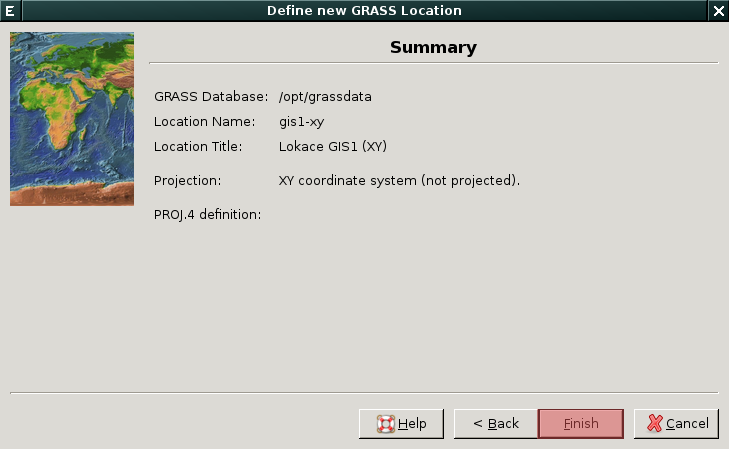 E
Define new GRASS Location
Summary
GRASS Database: /opt/grassdata
Location Name: gis1-xy
Location Title: Lokace GIS1 (XY)
Projection: XY coordinate system (not projected).
PROJ.4 definition:
Help
< Back
Finish
Cancel